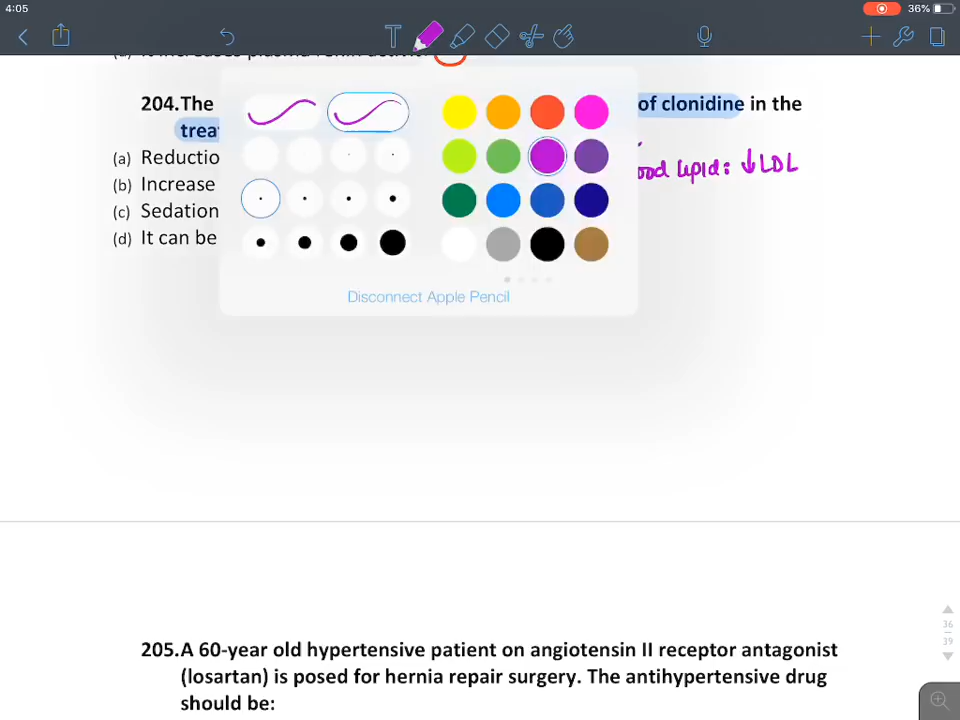 4:05
36%
T
204.The of clonidine in the
trea
(a) Reductio ood lipid: ↓LDL
(b) Increase
(c) Sedation
(d) It can be
Disconnect Apple Pencil
36
39
205.A 60-year old hypertensive patient on angiotensin II receptor antagonist
(losartan) is posed for hernia repair surgery. The antihypertensive drug
should be: